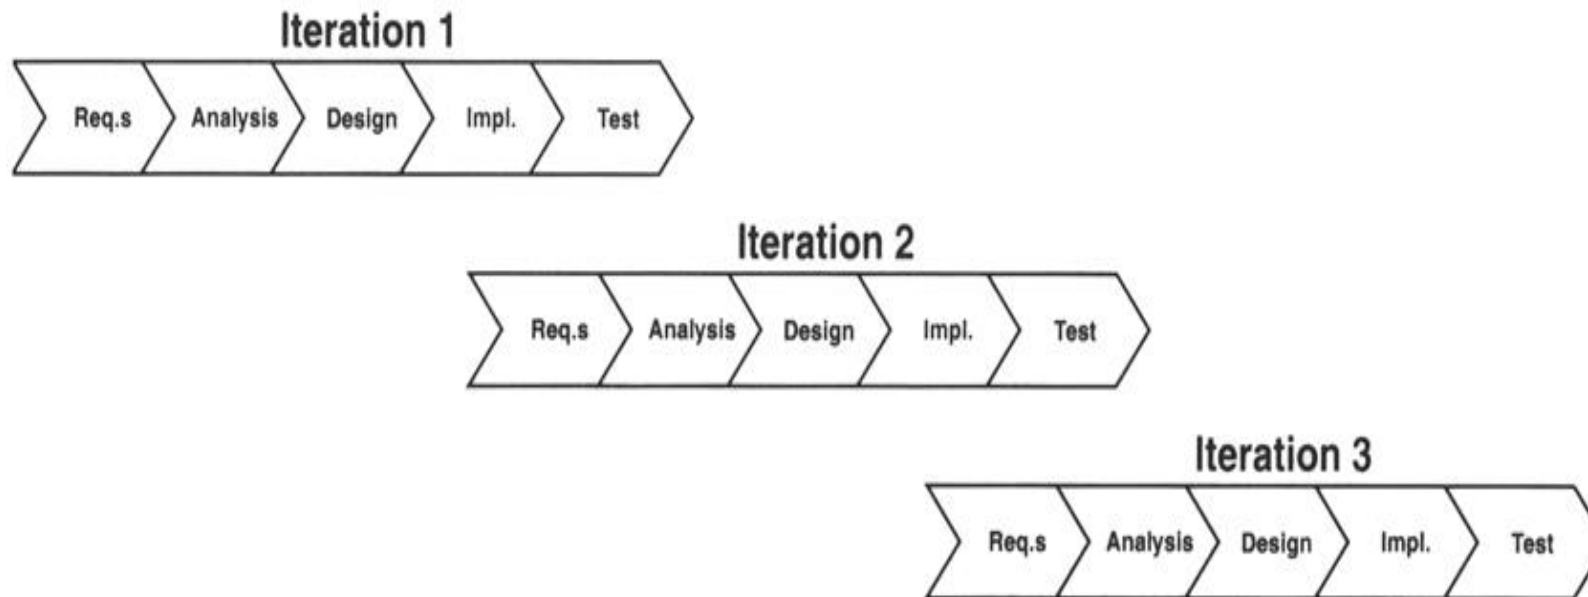 Iteration 1
Req.s Analysis Design Impl. Test
Iteration 2
Req.s Analysis Design Impl. Test
Iteration 3
Req.s Analysis Design Impl. Test